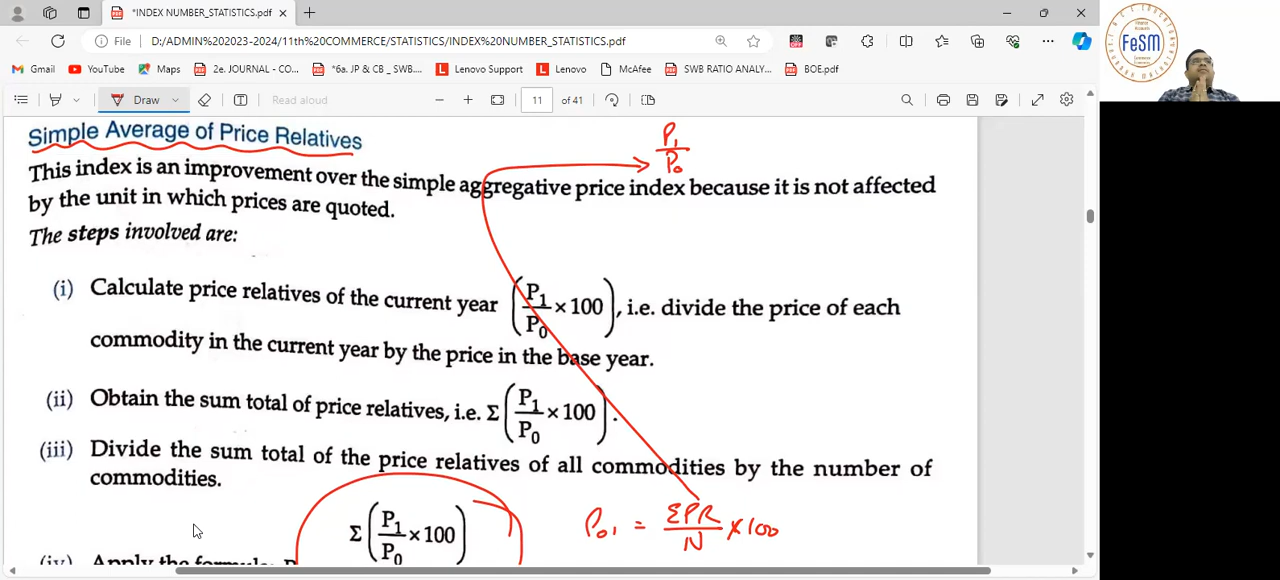 *INDEX NUMBER_STATISTICS.pdf
File D:/ADMIN%202023-2024/11th%20COMMERCE/STATISTICS/INDEX%20NUMBER_STATISTICS.pdf
Gmail YouTube Maps 2e. JOURNAL - CO... *6a. JP & CB _ SWB... Lenovo Support Lenovo McAfee SWB RATIO ANALY... BOE.pdf
Draw Read aloud 11 of 41
FeSM
Simple Average of Price Relatives
P₁/P₀
This index is an improvement over the simple aggregative price index because it is not affected
by the unit in which prices are quoted.
The steps involved are:
(i) Calculate price relatives of the current year (P₁/P₀ × 100), i.e. divide the price of each
commodity in the current year by the price in the base year.
(ii) Obtain the sum total of price relatives, i.e. Σ (P₁/P₀ × 100).
(iii) Divide the sum total of the price relatives of all commodities by the number of
commodities.
P₀₁ = ΣPR/N × 100
Σ (P₁/P₀ × 100)
(iv) Apply the formula: